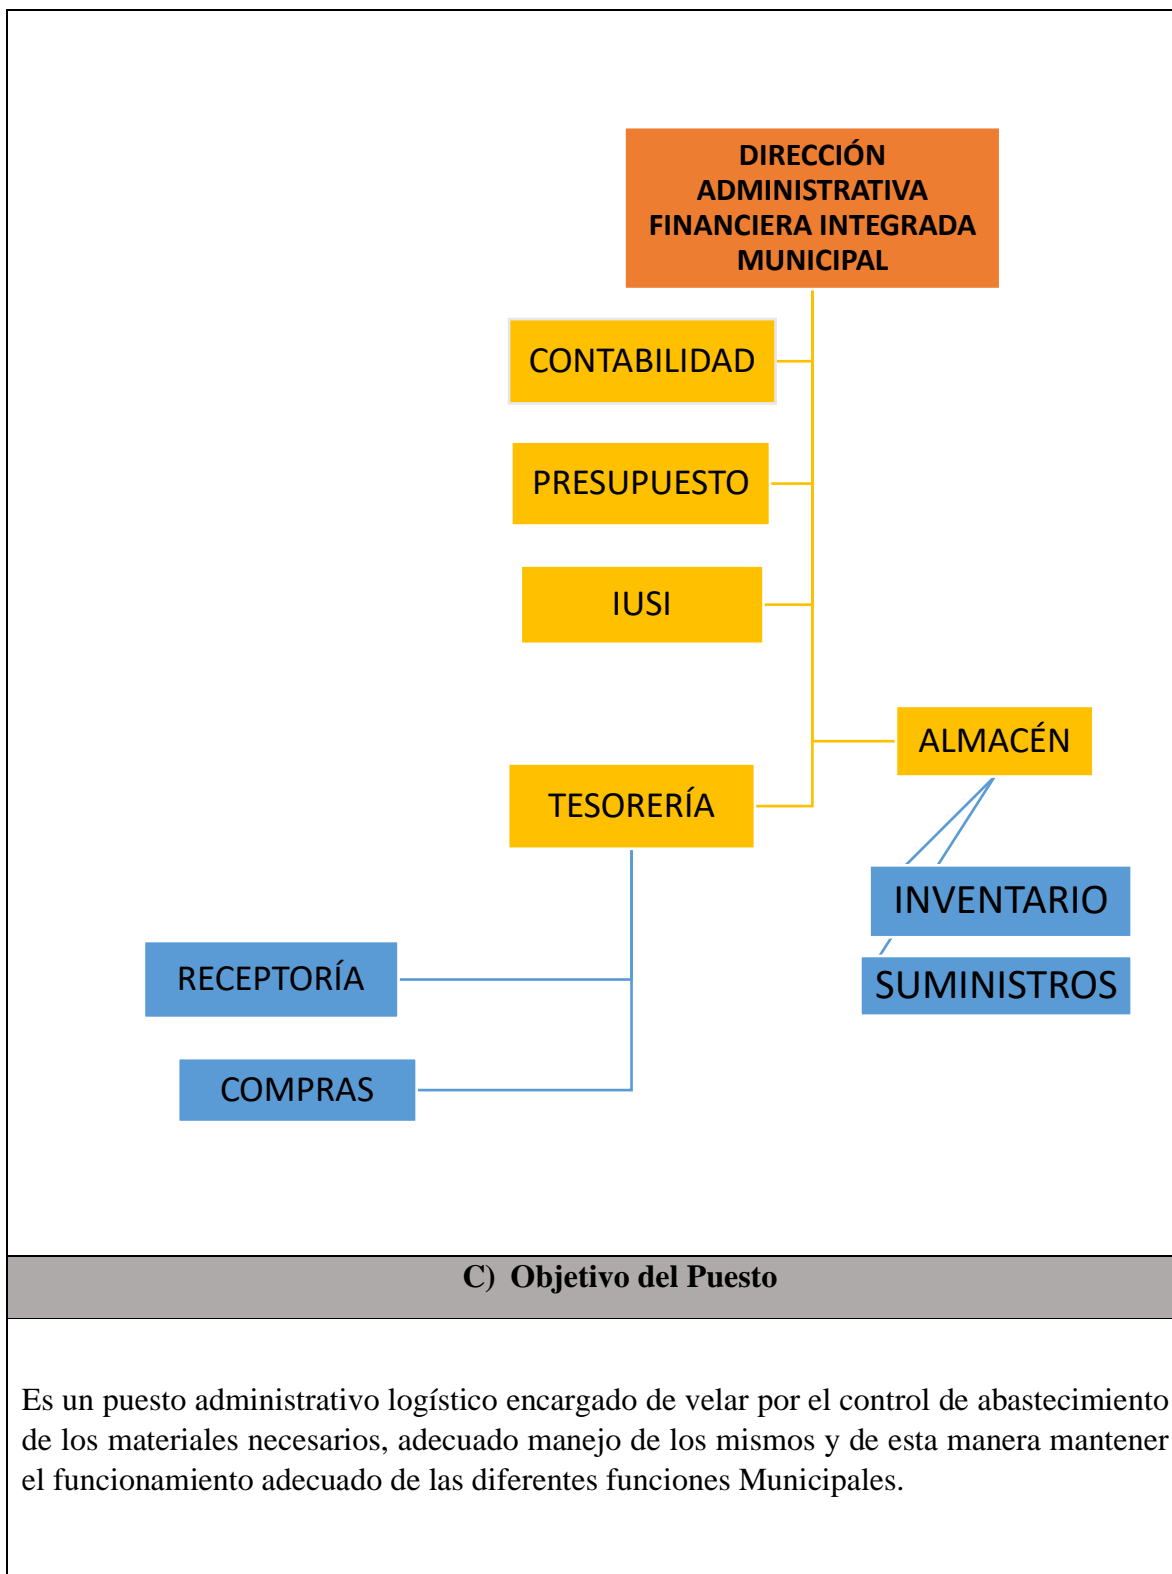 DIRECCIÓN
ADMINISTRATIVA
FINANCIERA INTEGRADA
MUNICIPAL
CONTABILIDAD
PRESUPUESTO
IUSI
ALMACÉN
TESORERÍA
INVENTARIO
RECEPTORÍA
SUMINISTROS
COMPRAS
C) Objetivo del Puesto
Es un puesto administrativo logístico encargado de velar por el control de abastecimiento
de los materiales necesarios, adecuado manejo de los mismos y de esta manera mantener
el funcionamiento adecuado de las diferentes funciones Municipales.